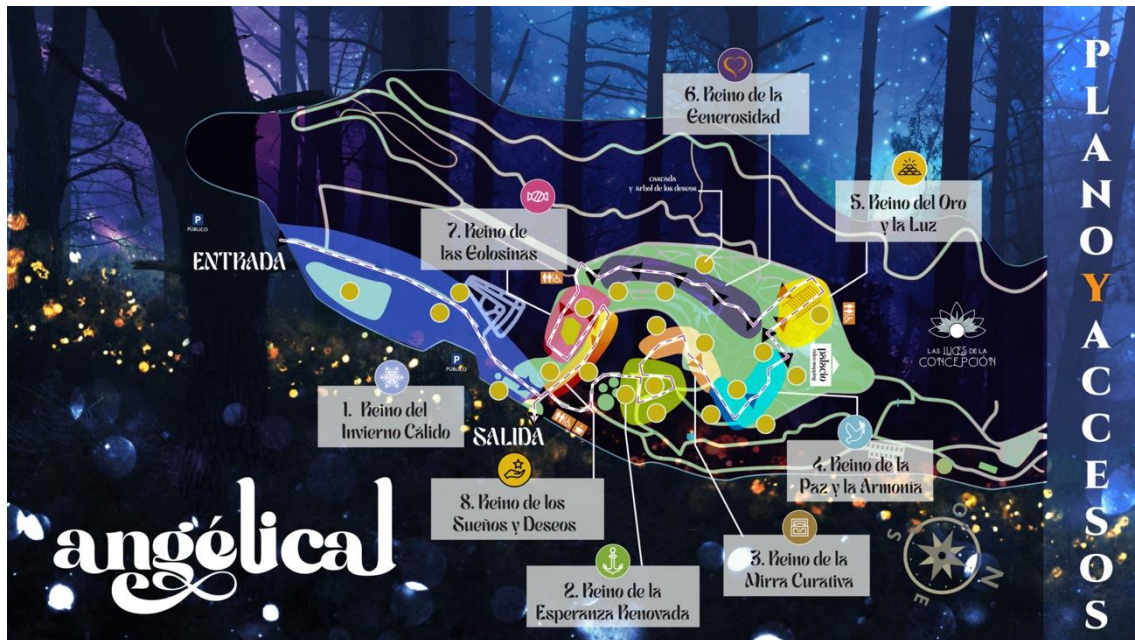 PLANO Y ACCESOS
6. Reino de la
Generosidad
CASCADA
Y ARBOL DE LOS DESEOS
5. Reino del Oro
y la Luz
7. Reino de
las Golosinas
P
PÚBLICO
ENTRADA
LAS LUCES DE LA
CONCEPCIÓN
palacio
video mapping
P
PÚBLICO
1. Reino del
Invierno Cálido
SALIDA
4. Reino de la
Paz y la Armonía
8. Reino de los
Sueños y Deseos
3. Reino de la
Mirra Curativa
2. Reino de la
Esperanza Renovada
angélical
O
S
N
E